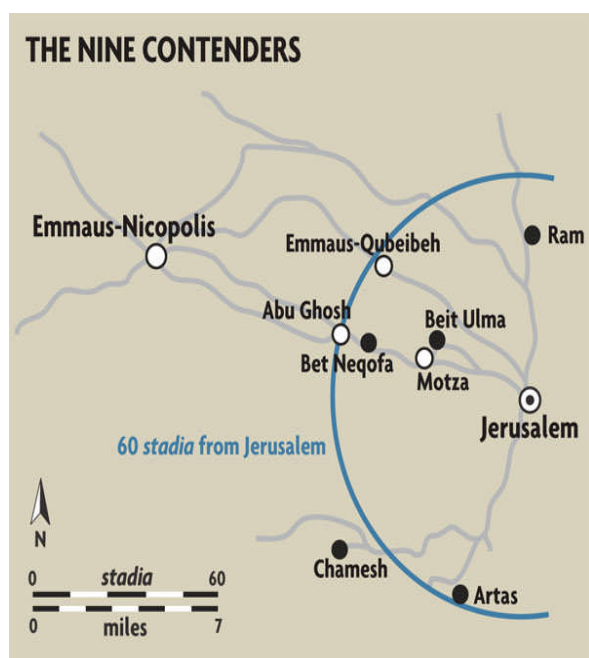 THE NINE CONTENDERS
Emmaus-Nicopolis
Ram
Emmaus-Qubeibeh
Abu Ghosh
Beit Ulma
Bet Neqofa
Motza
Jerusalem
60 stadia from Jerusalem
N
Chamesh
Artas
0 stadia 60
0 miles 7